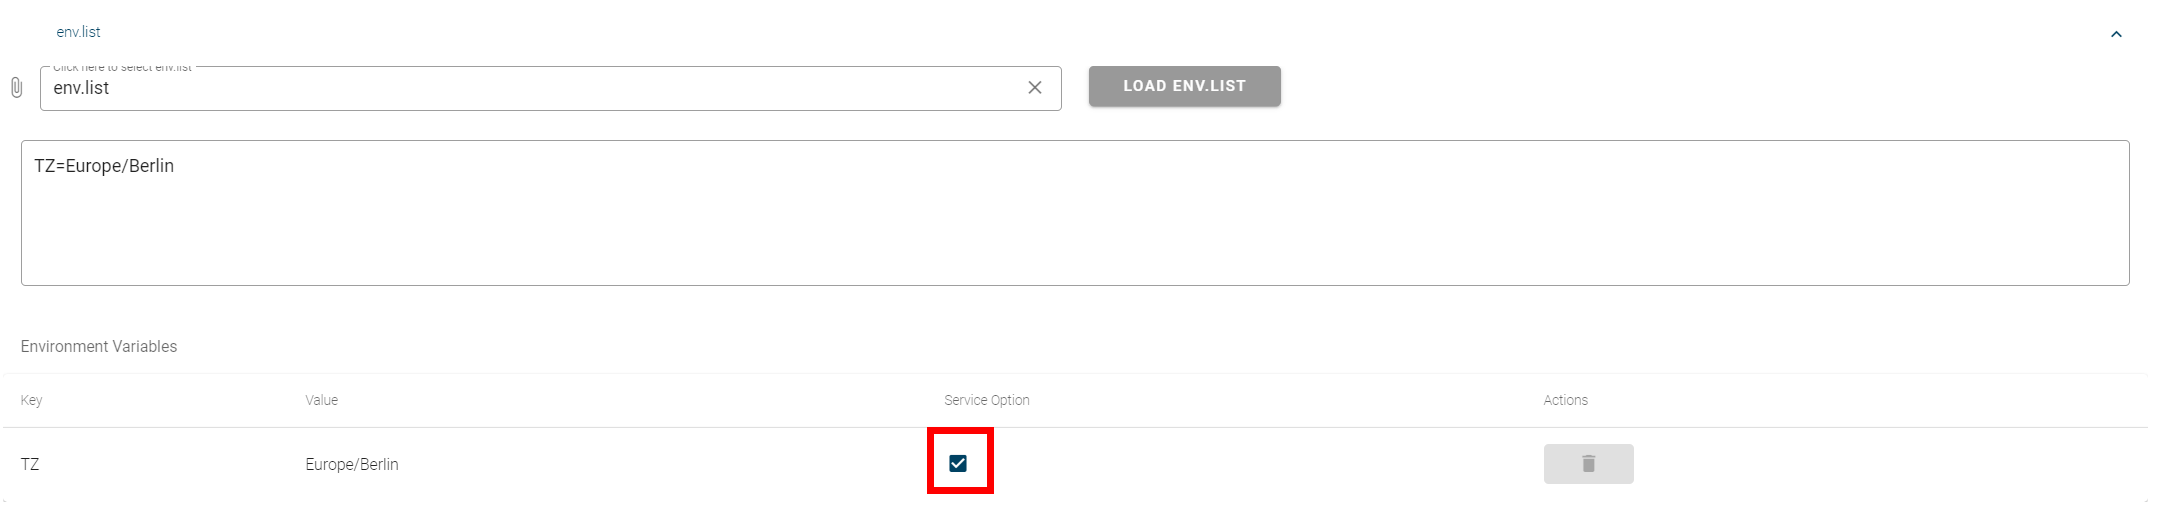 env.list
Click here to select env.list
env.list
LOAD ENV.LIST
TZ=Europe/Berlin
Environment Variables
Key Value Service Option Actions
TZ Europe/Berlin